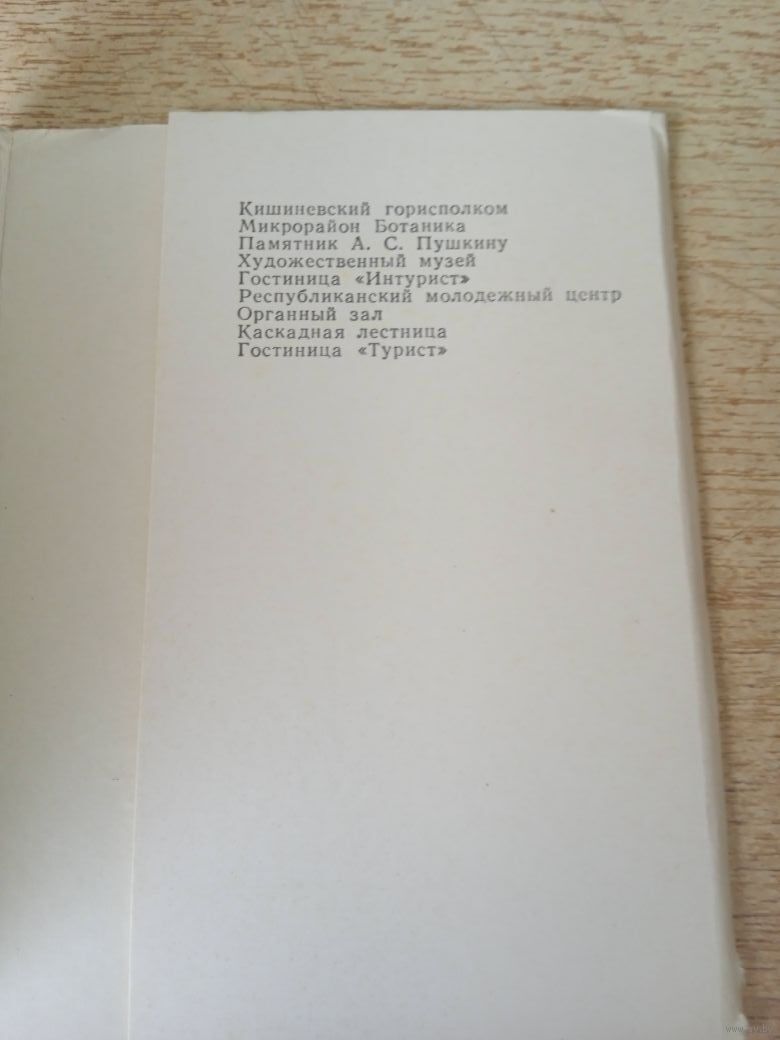 Кишиневский горисполком
Микрорайон Ботаника
Памятник А. С. Пушкину
Художественный музей
Гостиница «Интурист»
Республиканский молодежный центр
Органный зал
Каскадная лестница
Гостиница «Турист»